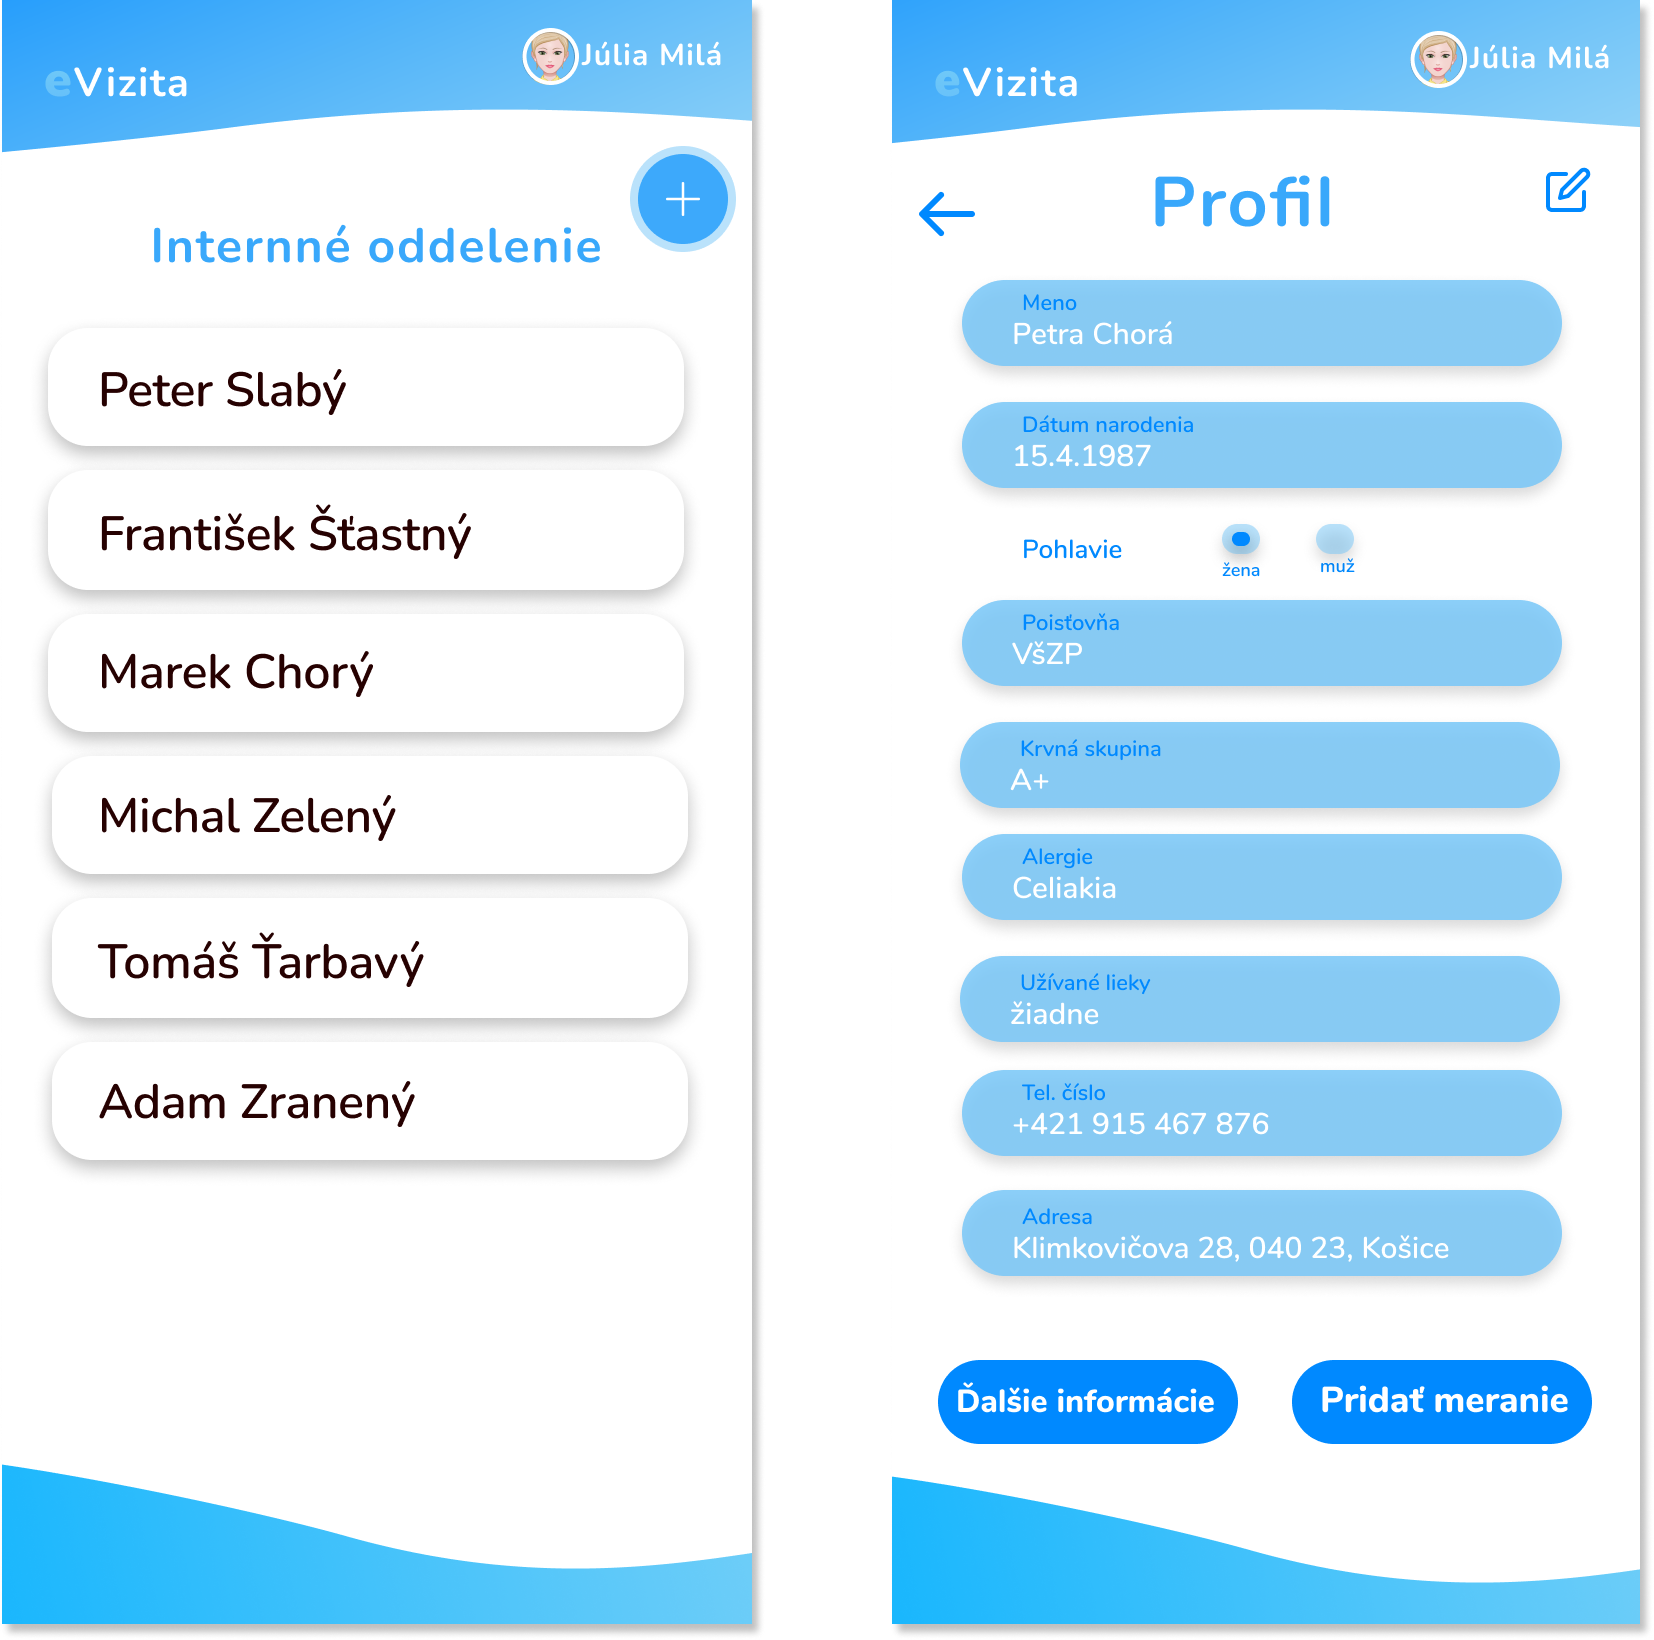 eVizita
Júlia Milá
Internné oddelenie
Peter Slabý
František Šťastný
Marek Chorý
Michal Zelený
Tomáš Ťarbavý
Adam Zranený
eVizita
Júlia Milá
Profil
Meno
Petra Chorá
Dátum narodenia
15.4.1987
Pohlavie
žena
muž
Poisťovňa
VšZP
Krvná skupina
A+
Alergie
Celiakia
Užívané lieky
žiadne
Tel. číslo
+421 915 467 876
Adresa
Klimkovičova 28, 040 23, Košice
Ďalšie informácie
Pridať meranie